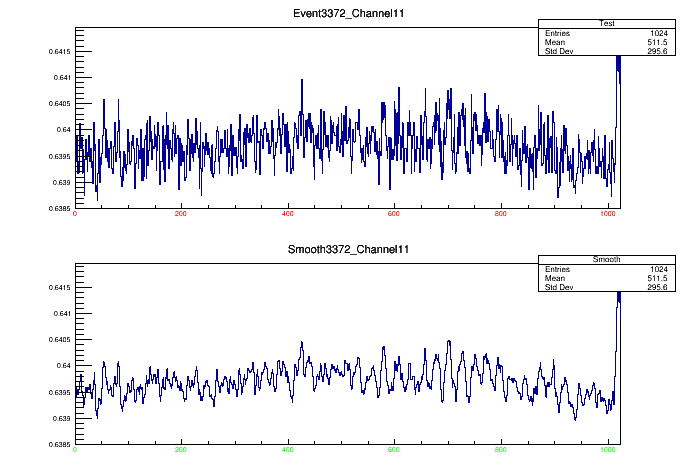 Event3372_Channel11
Test
Entries 1024
Mean 511.5
Std Dev 295.6
0.6415
0.641
0.6405
0.64
0.6395
0.639
0.6385
0 200 400 600 800 1000
Smooth3372_Channel11
Smooth
Entries 1024
Mean 511.5
Std Dev 295.6
0.6415
0.641
0.6405
0.64
0.6395
0.639
0.6385
0 200 400 600 800 1000